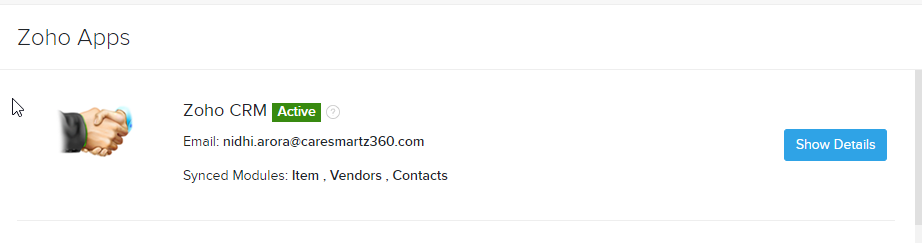 Zoho Apps
Zoho CRM Active ?
Email: nidhi.arora@caresmartz360.com
Show Details
Synced Modules: Item , Vendors , Contacts